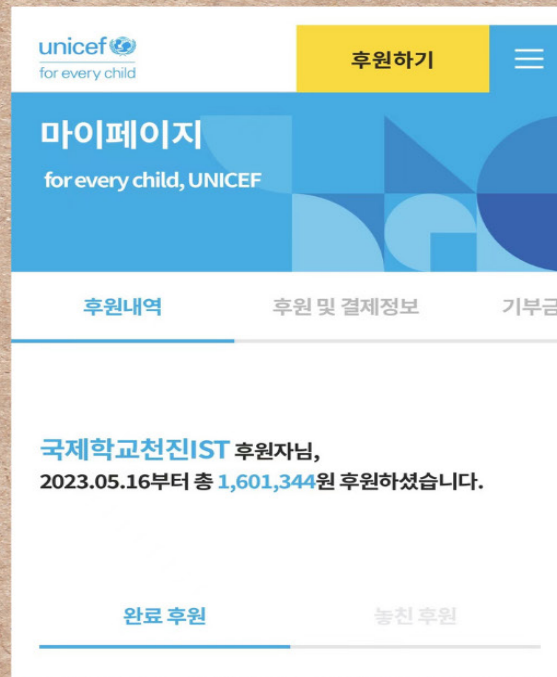 unicef
for every child
후원하기
마이페이지
for every child, UNICEF
후원내역 후원 및 결제정보 기부금
국제학교천진IST 후원자님,
2023.05.16부터 총 1,601,344원 후원하셨습니다.
완료 후원 놓친 후원